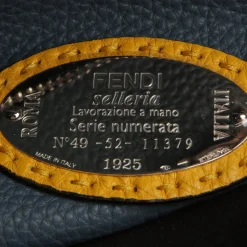 FENDI
selleria
Lavorazione a mano
Serie numerata
N°49 -52- 11379
1925
ROMA
ITALIA
MADE IN ITALY